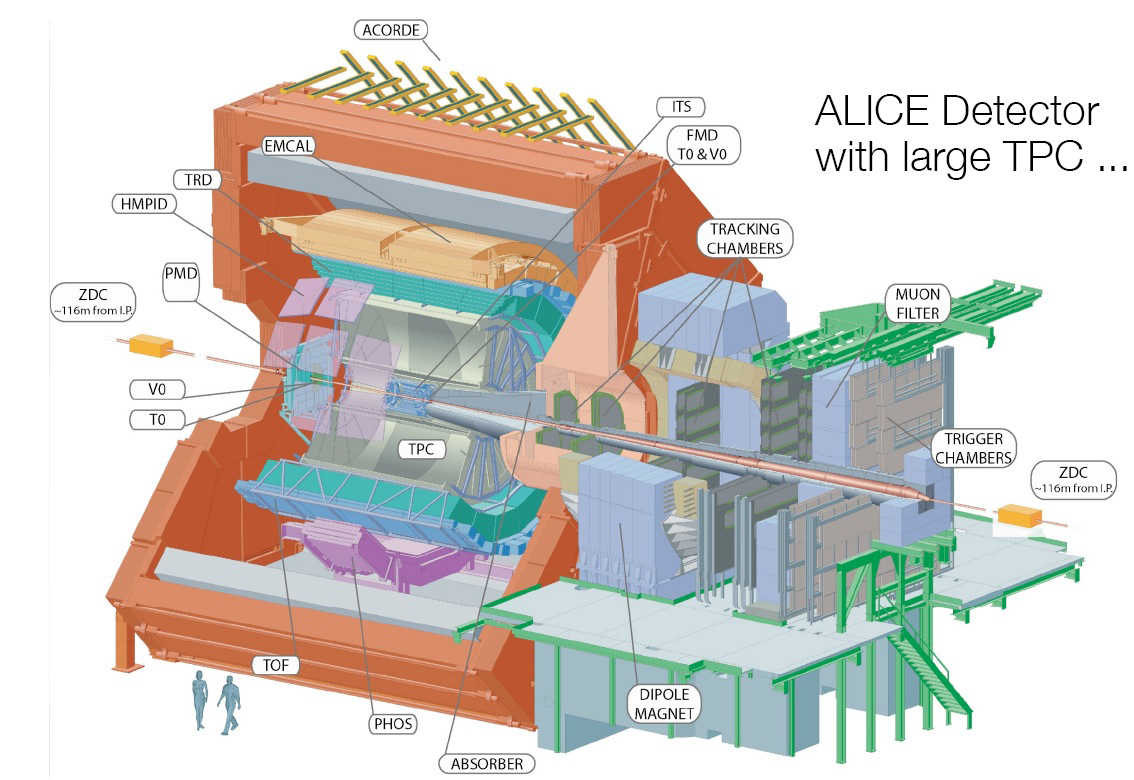 ACORDE
ALICE Detector
with large TPC ...
ITS
FMD
T0 & V0
EMCAL
TRD
HMPID
TRACKING
CHAMBERS
PMD
ZDC
~116m from I.P.
MUON
FILTER
V0
T0
TPC
TRIGGER
CHAMBERS
ZDC
~116m from I.P.
TOF
DIPOLE
MAGNET
PHOS
ABSORBER